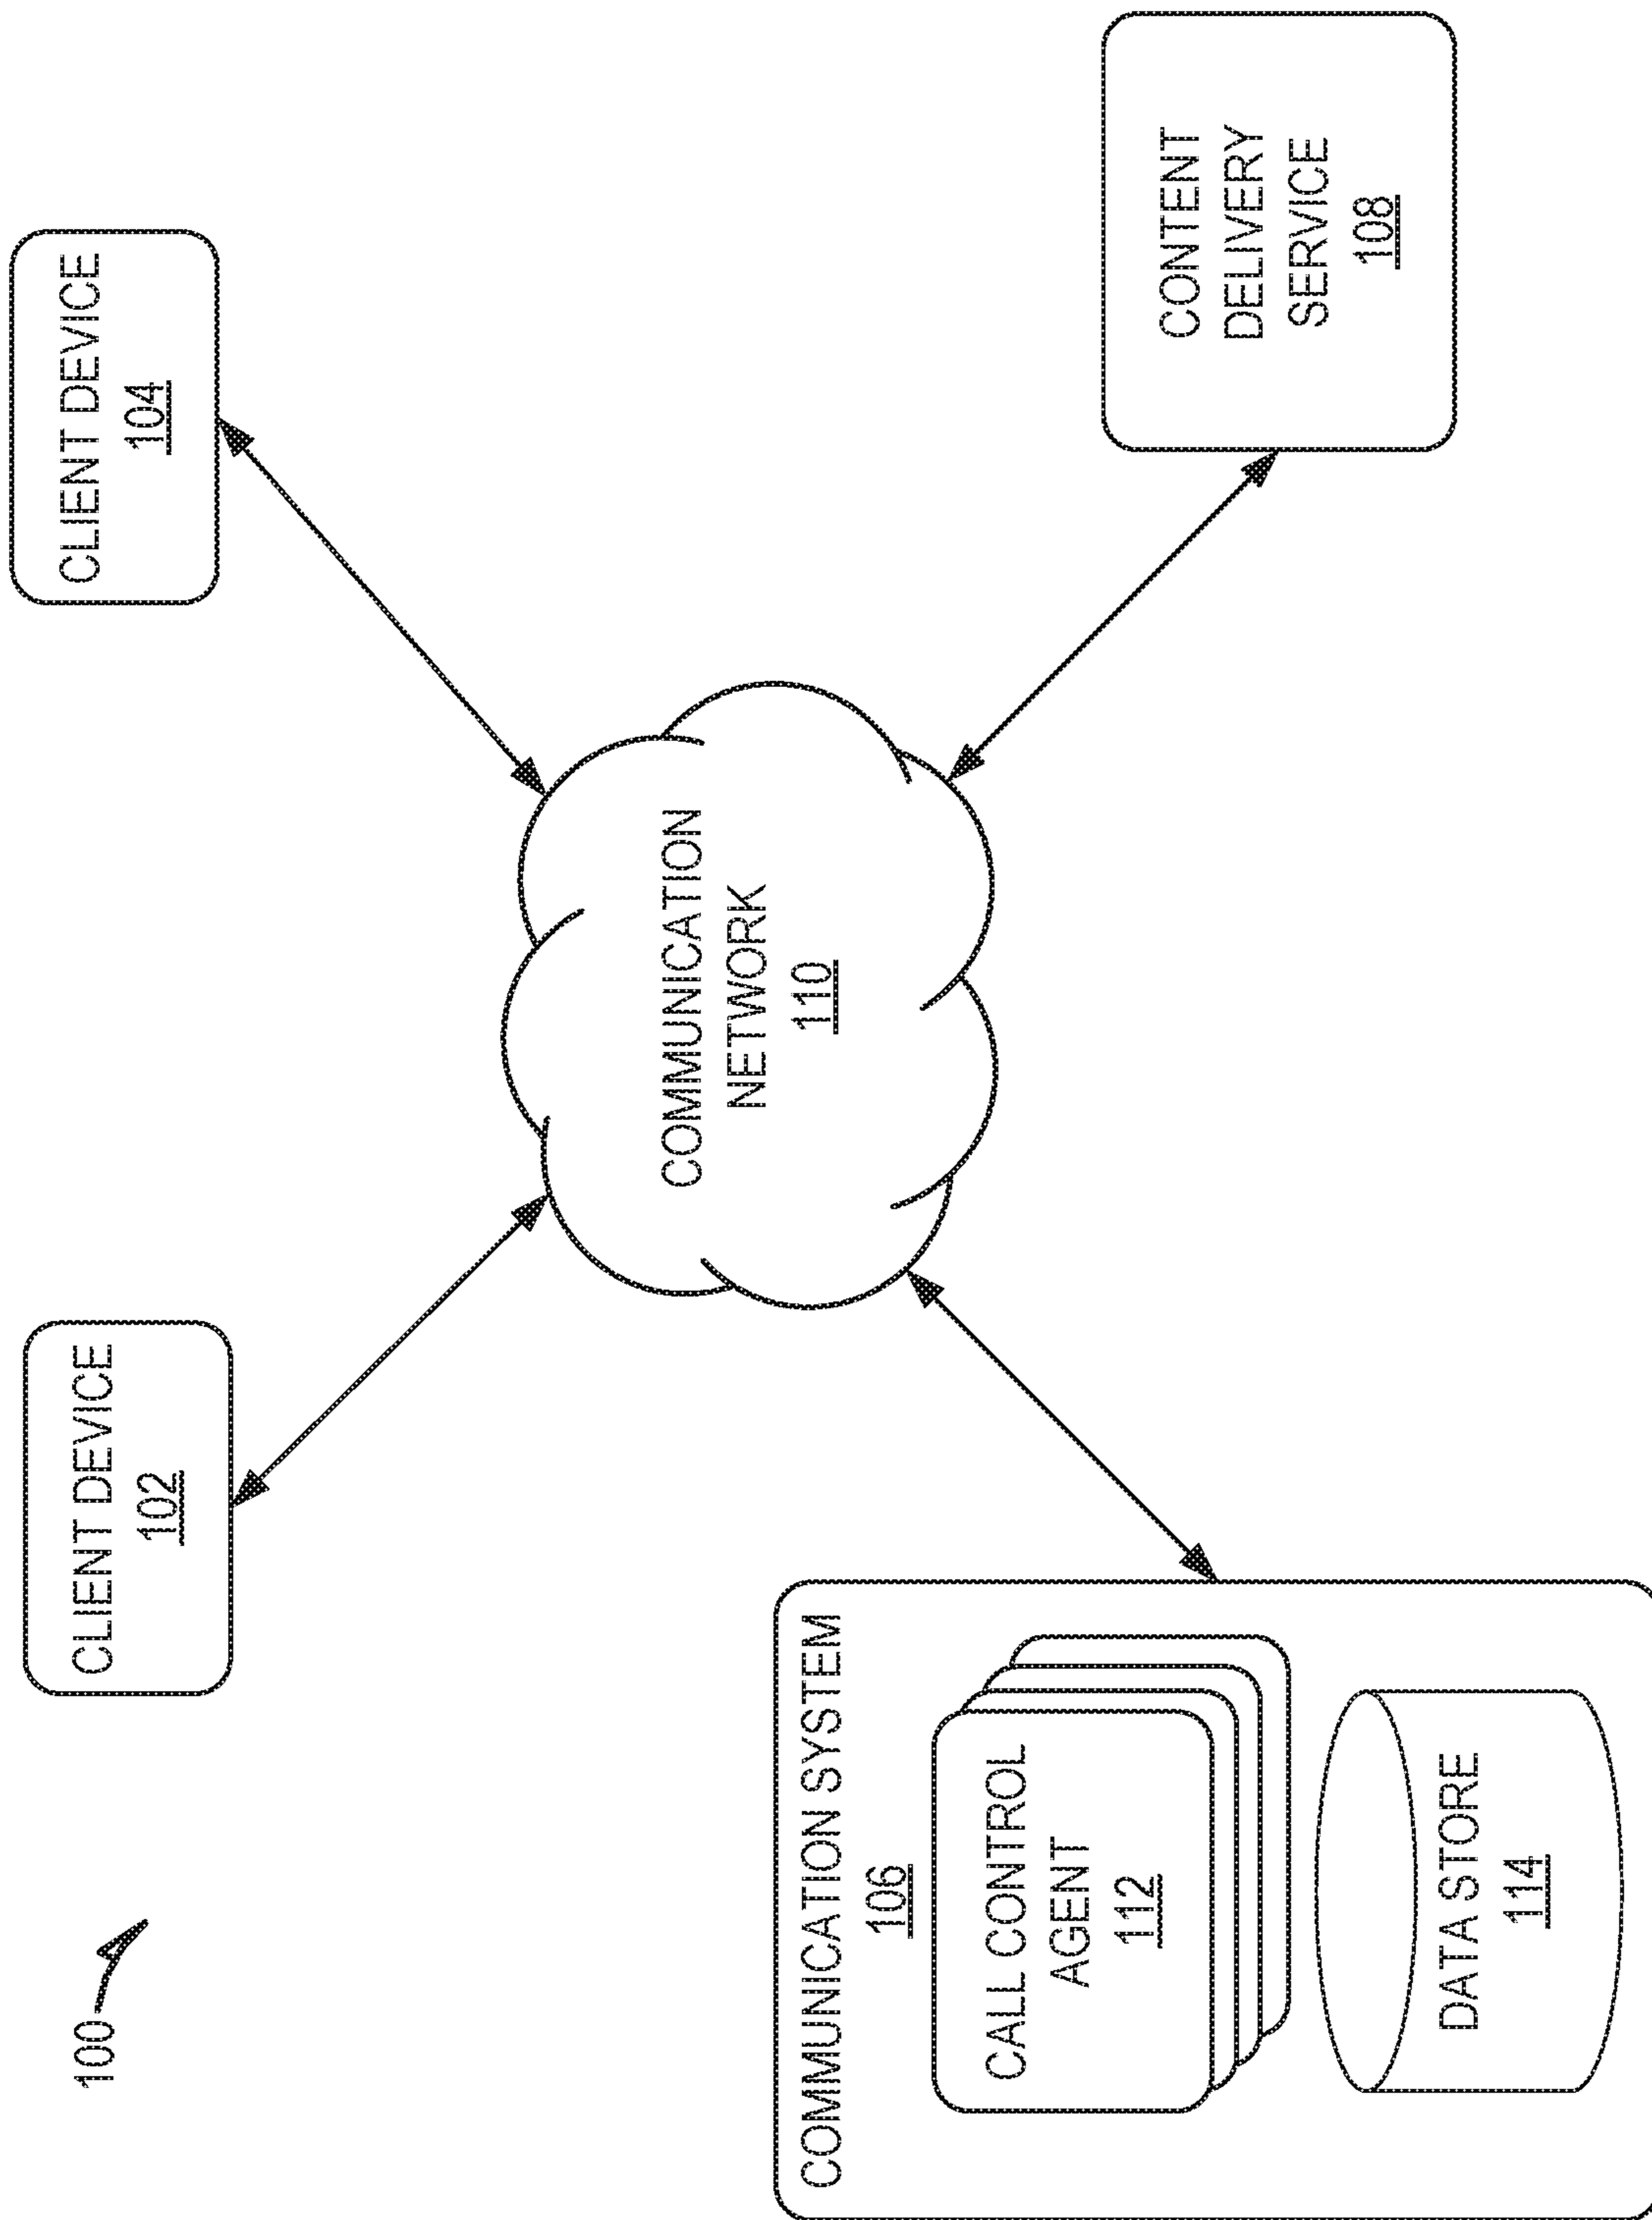 100
CLIENT DEVICE
102
CLIENT DEVICE
104
COMMUNICATION
NETWORK
110
COMMUNICATION SYSTEM
106
CALL CONTROL
AGENT
112
DATA STORE
114
CONTENT
DELIVERY
SERVICE
108